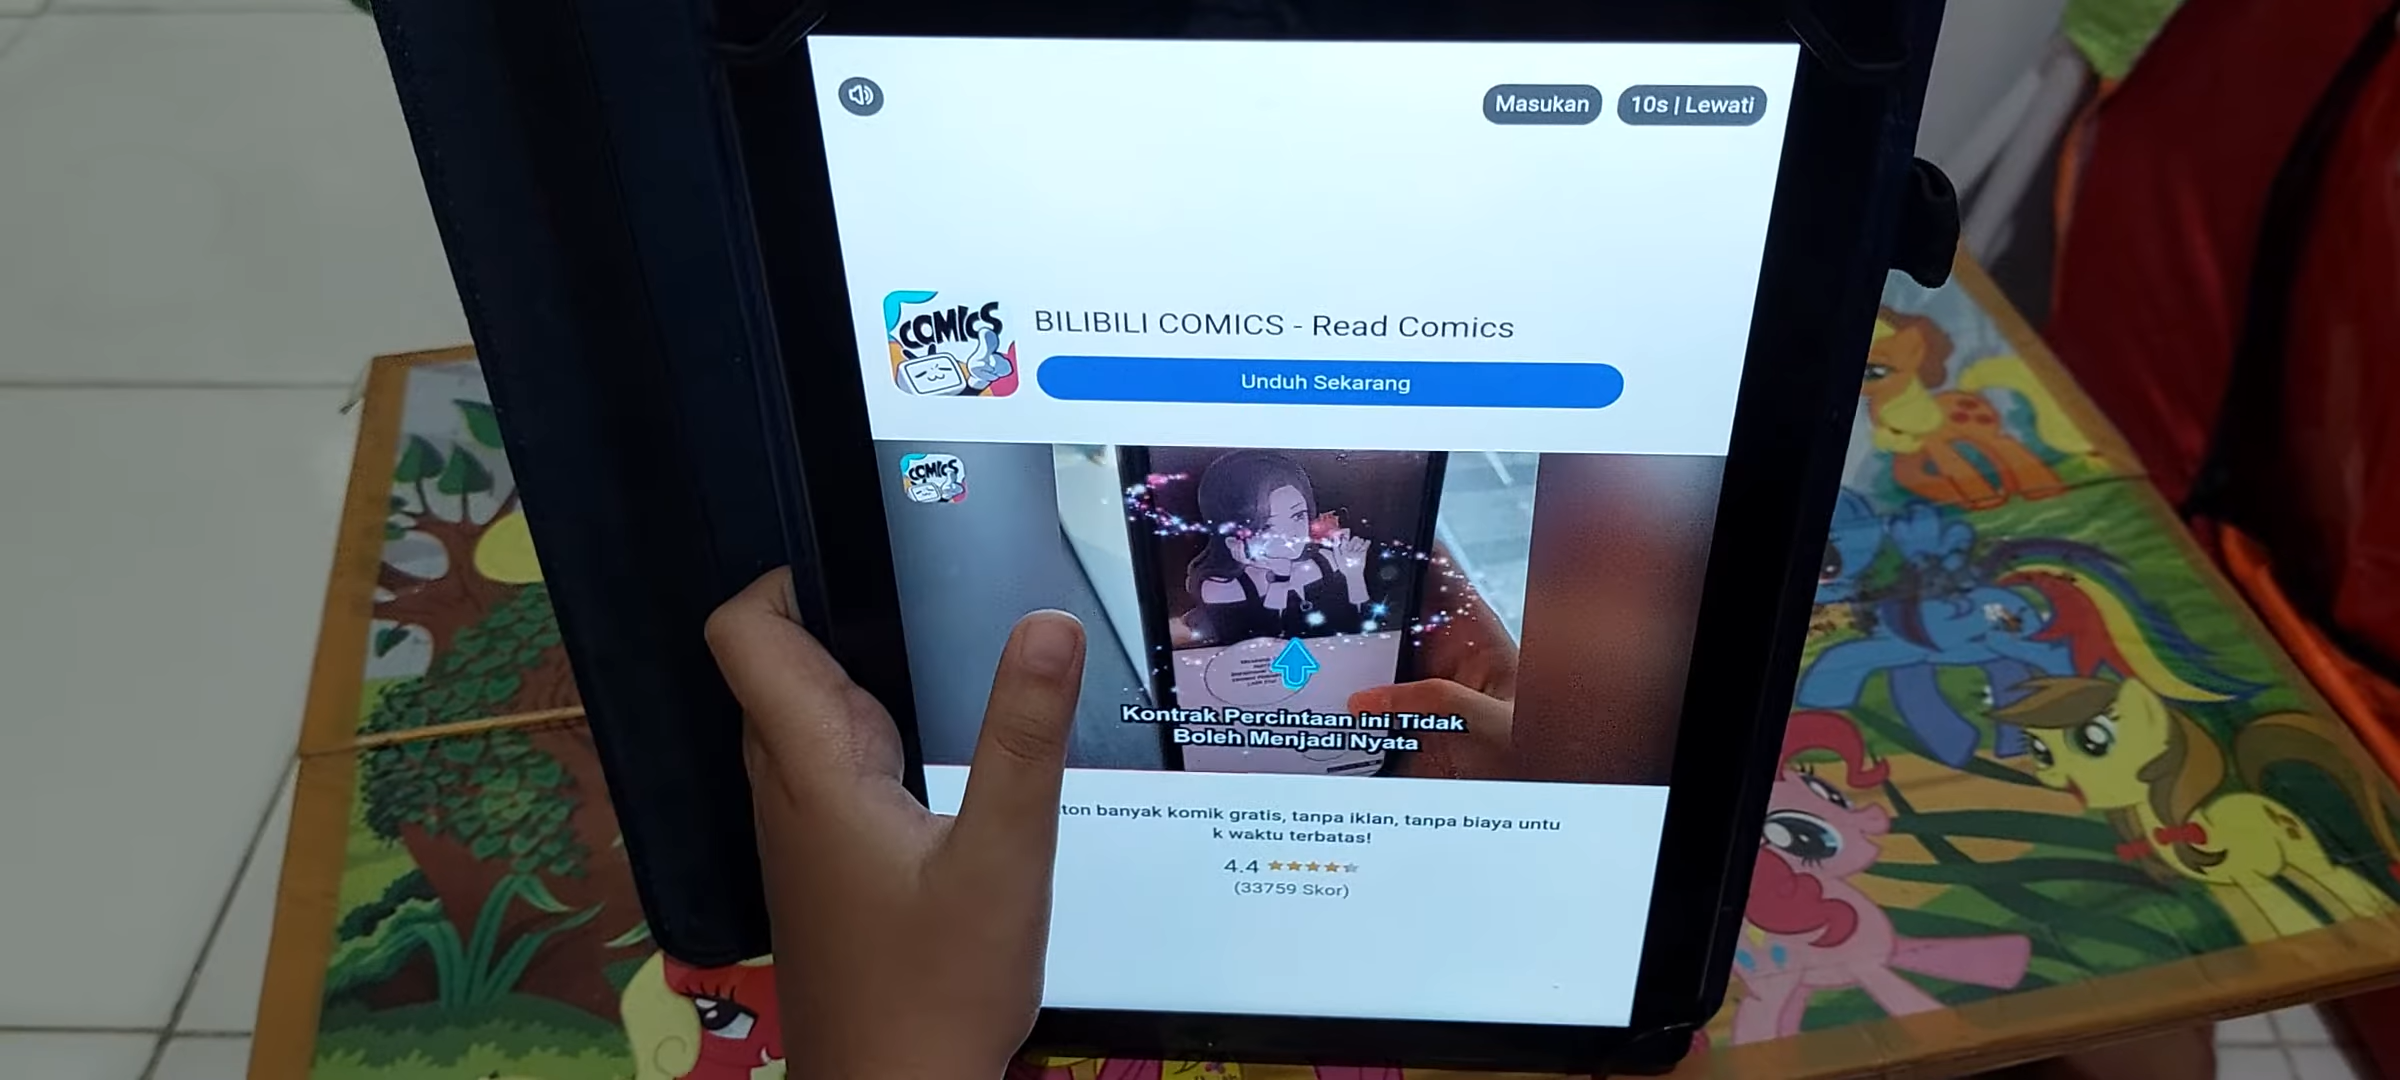 Masukan
10s | Lewati
COMICS
BILIBILI COMICS - Read Comics
Unduh Sekarang
COMICS
Kontrak Percintaan ini Tidak
Boleh Menjadi Nyata
banyak komik gratis, tanpa iklan, tanpa biaya untu
k waktu terbatas!
4.4
(33759 Skor)